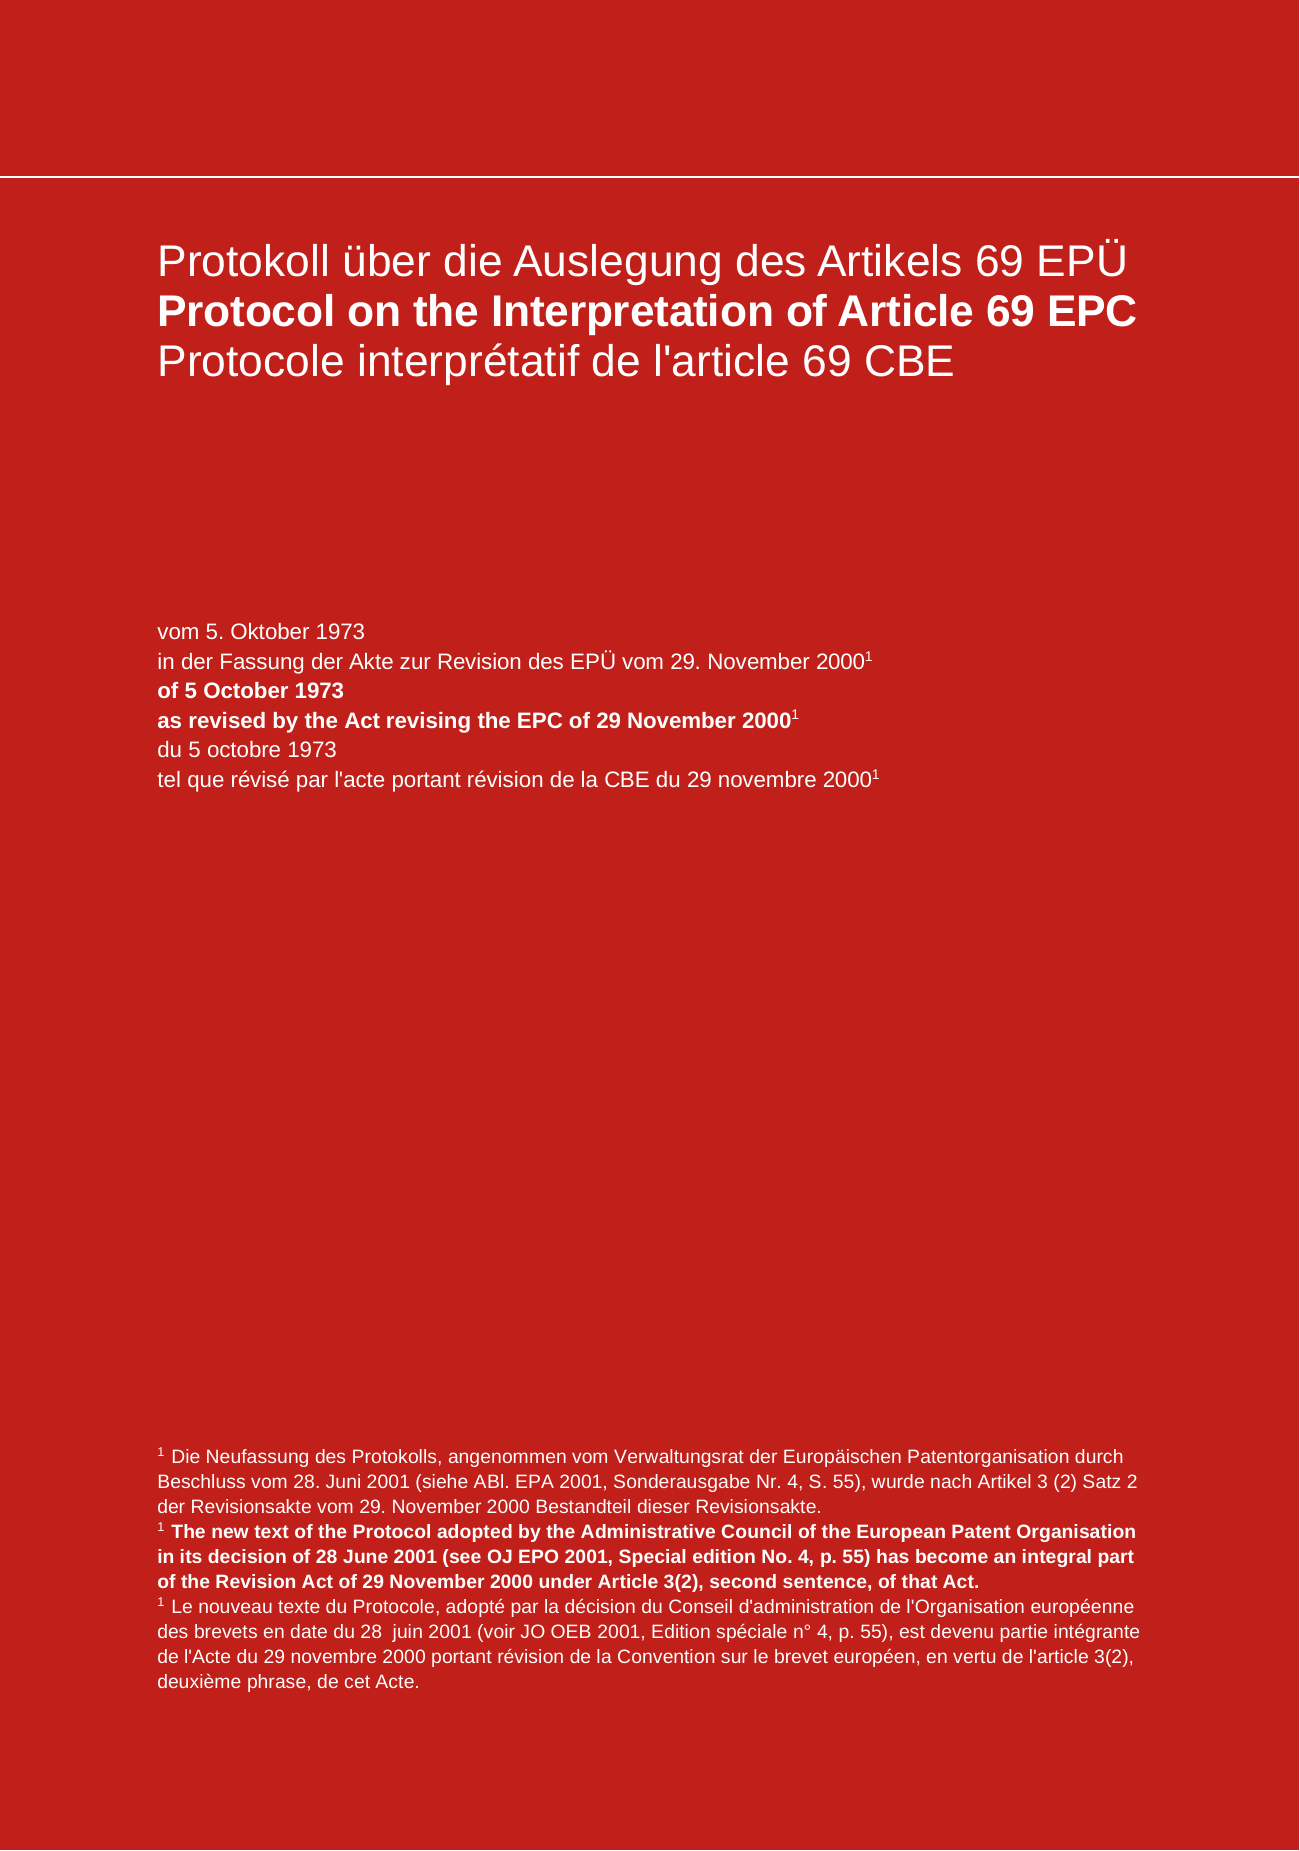 Protokoll über die Auslegung des Artikels 69 EPÜ
Protocol on the Interpretation of Article 69 EPC
Protocole interprétatif de l'article 69 CBE
vom 5. Oktober 1973
in der Fassung der Akte zur Revision des EPÜ vom 29. November 2000¹
of 5 October 1973
as revised by the Act revising the EPC of 29 November 2000¹
du 5 octobre 1973
tel que révisé par l'acte portant révision de la CBE du 29 novembre 2000¹
¹ Die Neufassung des Protokolls, angenommen vom Verwaltungsrat der Europäischen Patentorganisation durch
Beschluss vom 28. Juni 2001 (siehe ABl. EPA 2001, Sonderausgabe Nr. 4, S. 55), wurde nach Artikel 3 (2) Satz 2
der Revisionsakte vom 29. November 2000 Bestandteil dieser Revisionsakte.
¹ The new text of the Protocol adopted by the Administrative Council of the European Patent Organisation
in its decision of 28 June 2001 (see OJ EPO 2001, Special edition No. 4, p. 55) has become an integral part
of the Revision Act of 29 November 2000 under Article 3(2), second sentence, of that Act.
¹ Le nouveau texte du Protocole, adopté par la décision du Conseil d'administration de l'Organisation européenne
des brevets en date du 28 juin 2001 (voir JO OEB 2001, Edition spéciale n° 4, p. 55), est devenu partie intégrante
de l'Acte du 29 novembre 2000 portant révision de la Convention sur le brevet européen, en vertu de l'article 3(2),
deuxième phrase, de cet Acte.